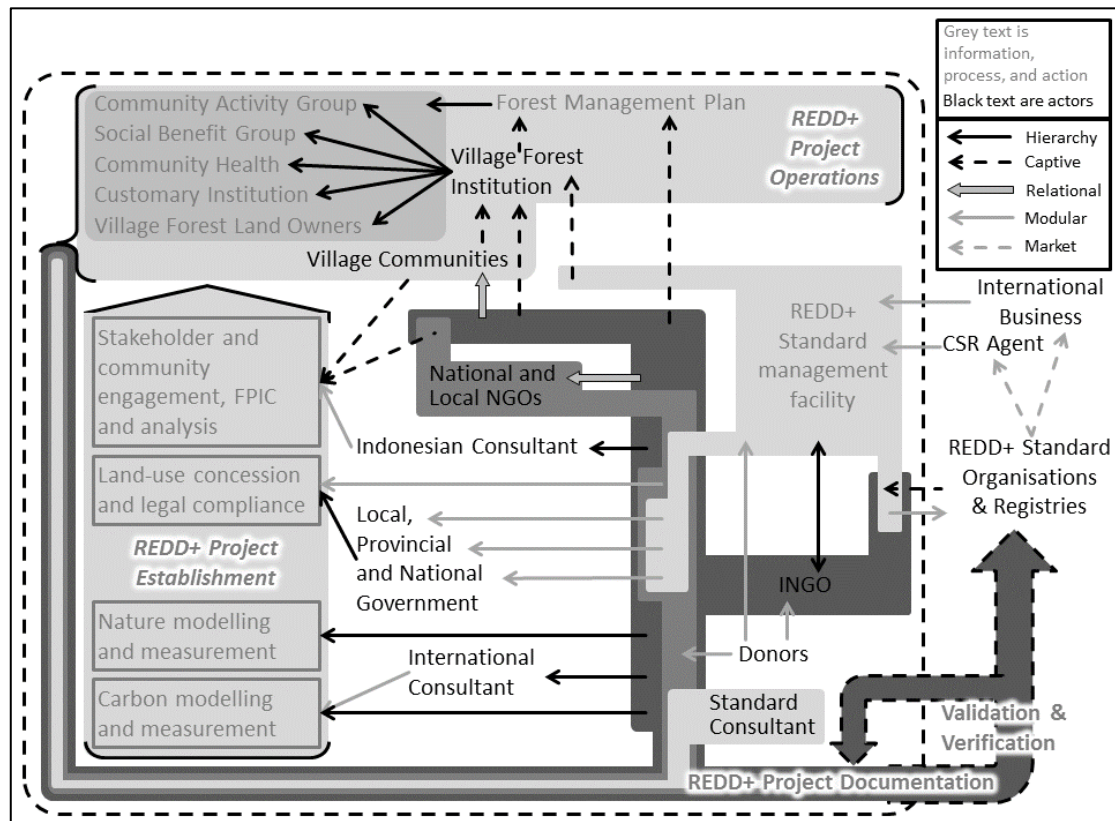 Grey text is
information,
process, and action
Black text are actors
Hierarchy
Captive
Relational
Modular
Market
Community Activity Group
Social Benefit Group
Community Health
Customary Institution
Village Forest Land Owners
Forest Management Plan
Village Forest
Institution
REDD+
Project
Operations
Village Communities
Stakeholder and
community
engagement, FPIC
and analysis
Land-use concession
and legal compliance
REDD+ Project
Establishment
Nature modelling
and measurement
Carbon modelling
and measurement
National and
Local NGOs
Indonesian Consultant
Local,
Provincial
and National
Government
International
Consultant
REDD+
Standard
management
facility
International
Business
CSR Agent
REDD+ Standard
Organisations
& Registries
INGO
Donors
Standard
Consultant
Validation &
Verification
REDD+ Project Documentation